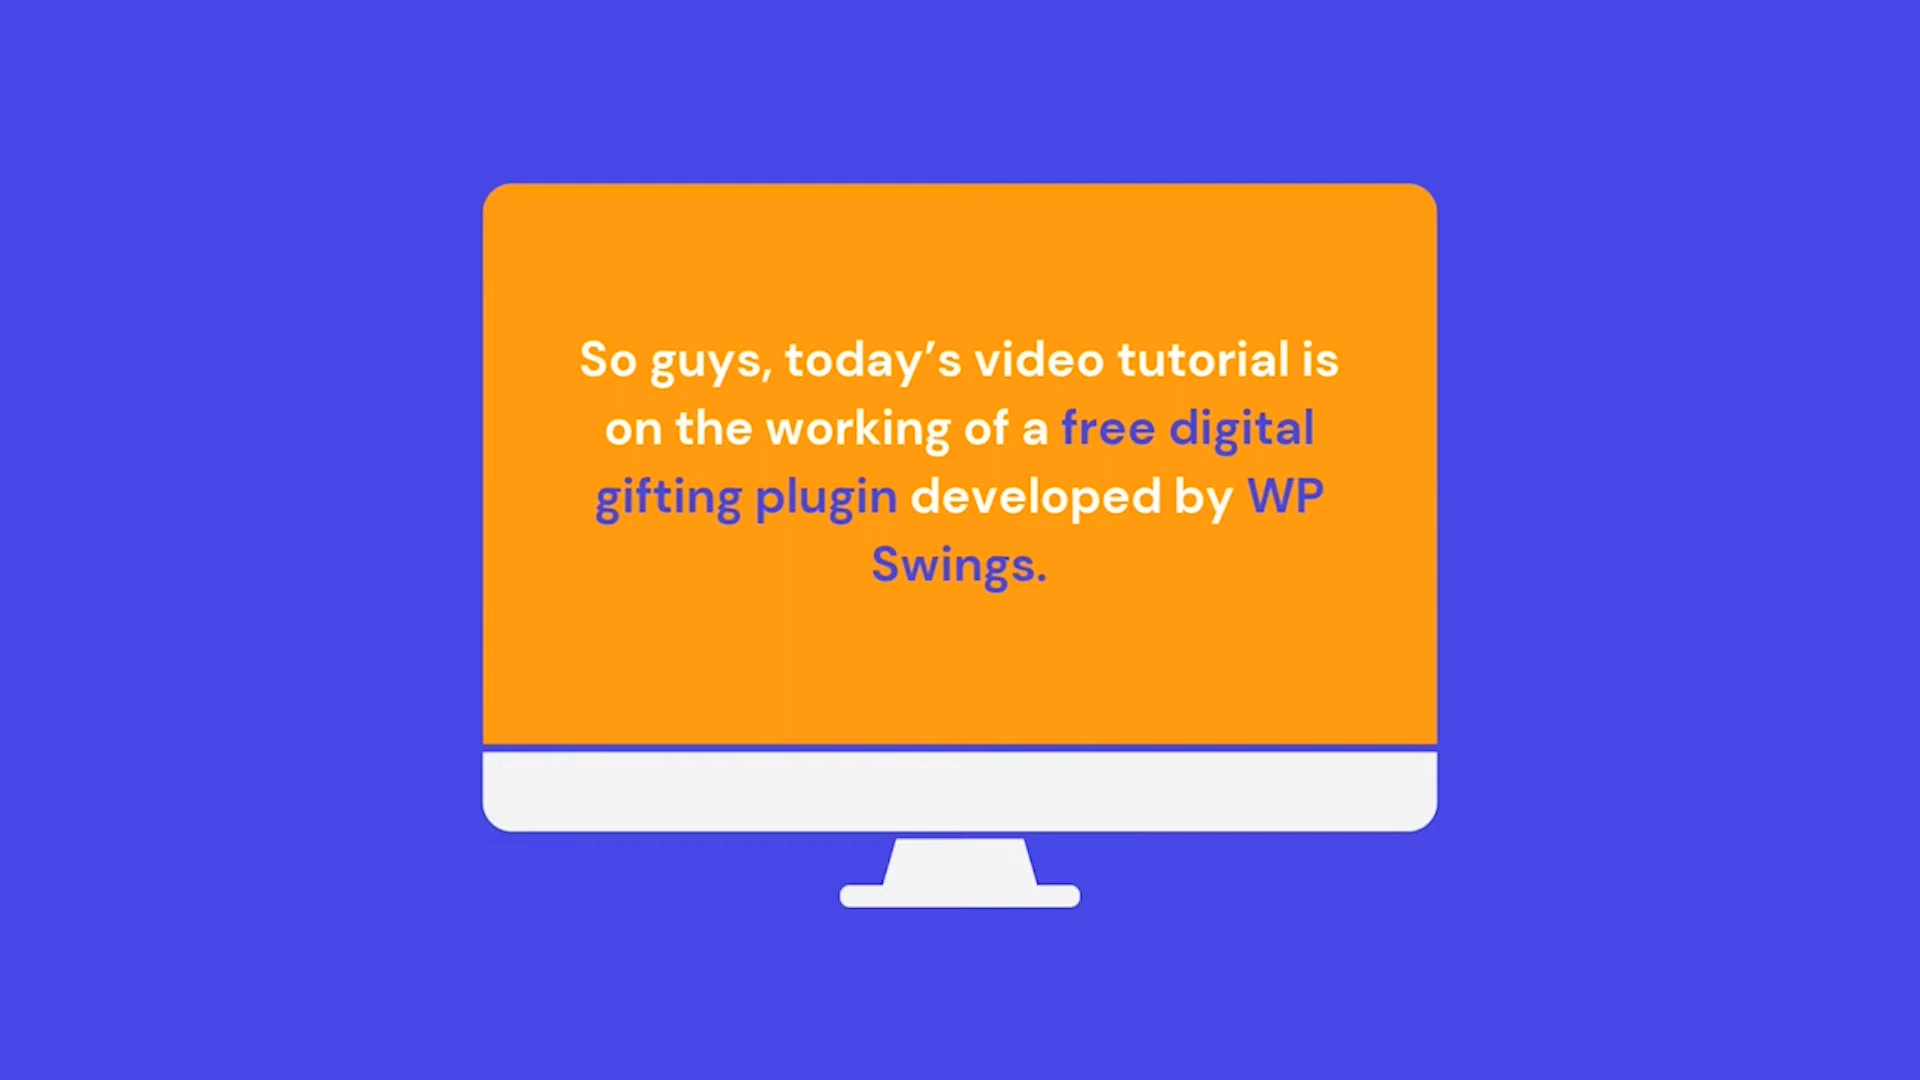 So guys, today’s video tutorial is
on the working of a free digital
gifting plugin developed by WP
Swings.